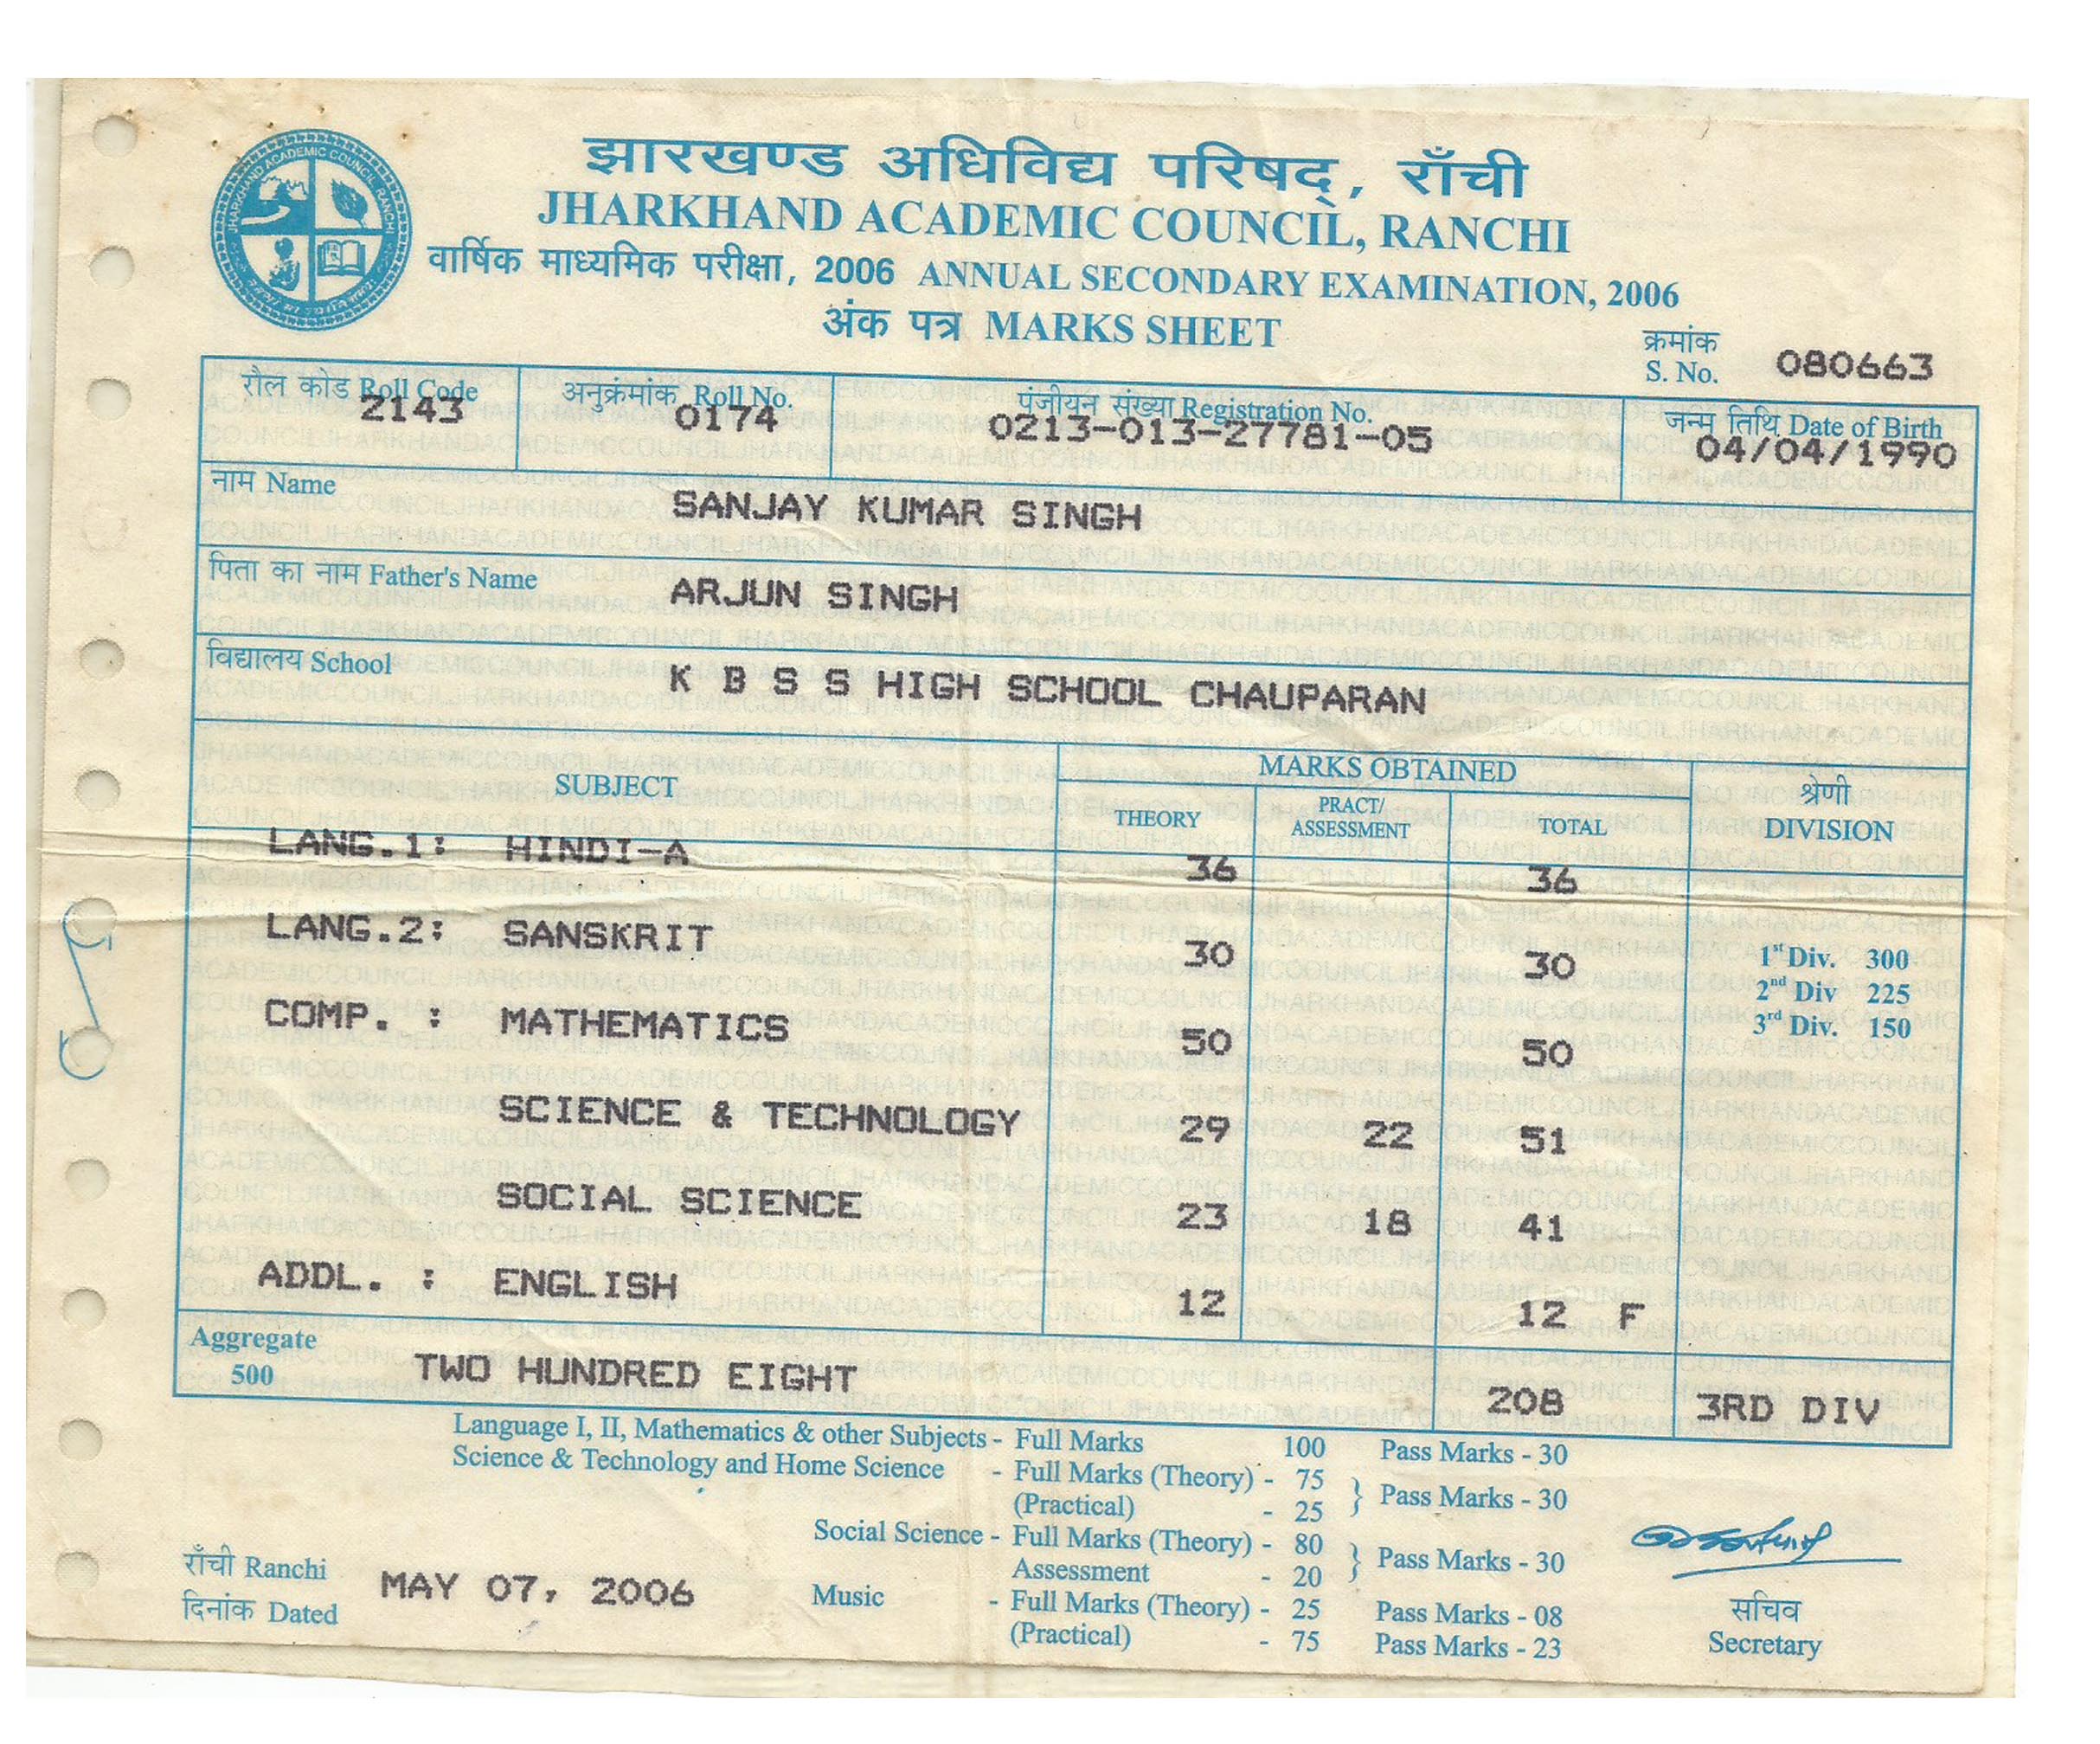 झारखण्ड अधिविद्य परिषद्, राँची
JHARKHAND ACADEMIC COUNCIL, RANCHI
वार्षिक माध्यमिक परीक्षा, 2006 ANNUAL SECONDARY EXAMINATION, 2006
अंक पत्र MARKS SHEET
क्रमांक
S. No. 080663
रौल कोड Roll Code अनुक्रंमांक Roll No. पंजीयन संख्या Registration No. जन्म तिथि Date of Birth
2143 0174 0213-013-27781-05 04/04/1990
नाम Name SANJAY KUMAR SINGH
पिता का नाम Father's Name ARJUN SINGH
विद्यालय School K B S S HIGH SCHOOL CHAUPARAN
SUBJECT MARKS OBTAINED श्रेणी
THEORY PRACT/ ASSESSMENT TOTAL DIVISION
LANG.1: HINDI-A 36 36
LANG.2: SANSKRIT 30 30
1st Div. 300
2nd Div 225
3rd Div. 150
COMP. : MATHEMATICS 50 50
SCIENCE & TECHNOLOGY 29 22 51
SOCIAL SCIENCE 23 18 41
ADDL. : ENGLISH 12 12 F
Aggregate
500 TWO HUNDRED EIGHT 208 3RD DIV
Language I, II, Mathematics & other Subjects - Full Marks 100 Pass Marks - 30
Science & Technology and Home Science - Full Marks (Theory) - 75 } Pass Marks - 30
(Practical) - 25
Social Science - Full Marks (Theory) - 80 } Pass Marks - 30
Assessment - 20
Music - Full Marks (Theory) - 25 Pass Marks - 08
(Practical) - 75 Pass Marks - 23
राँची Ranchi
दिनांक Dated MAY 07, 2006
सचिव
Secretary
JHARKHAND ACADEMIC COUNCIL RANCHI